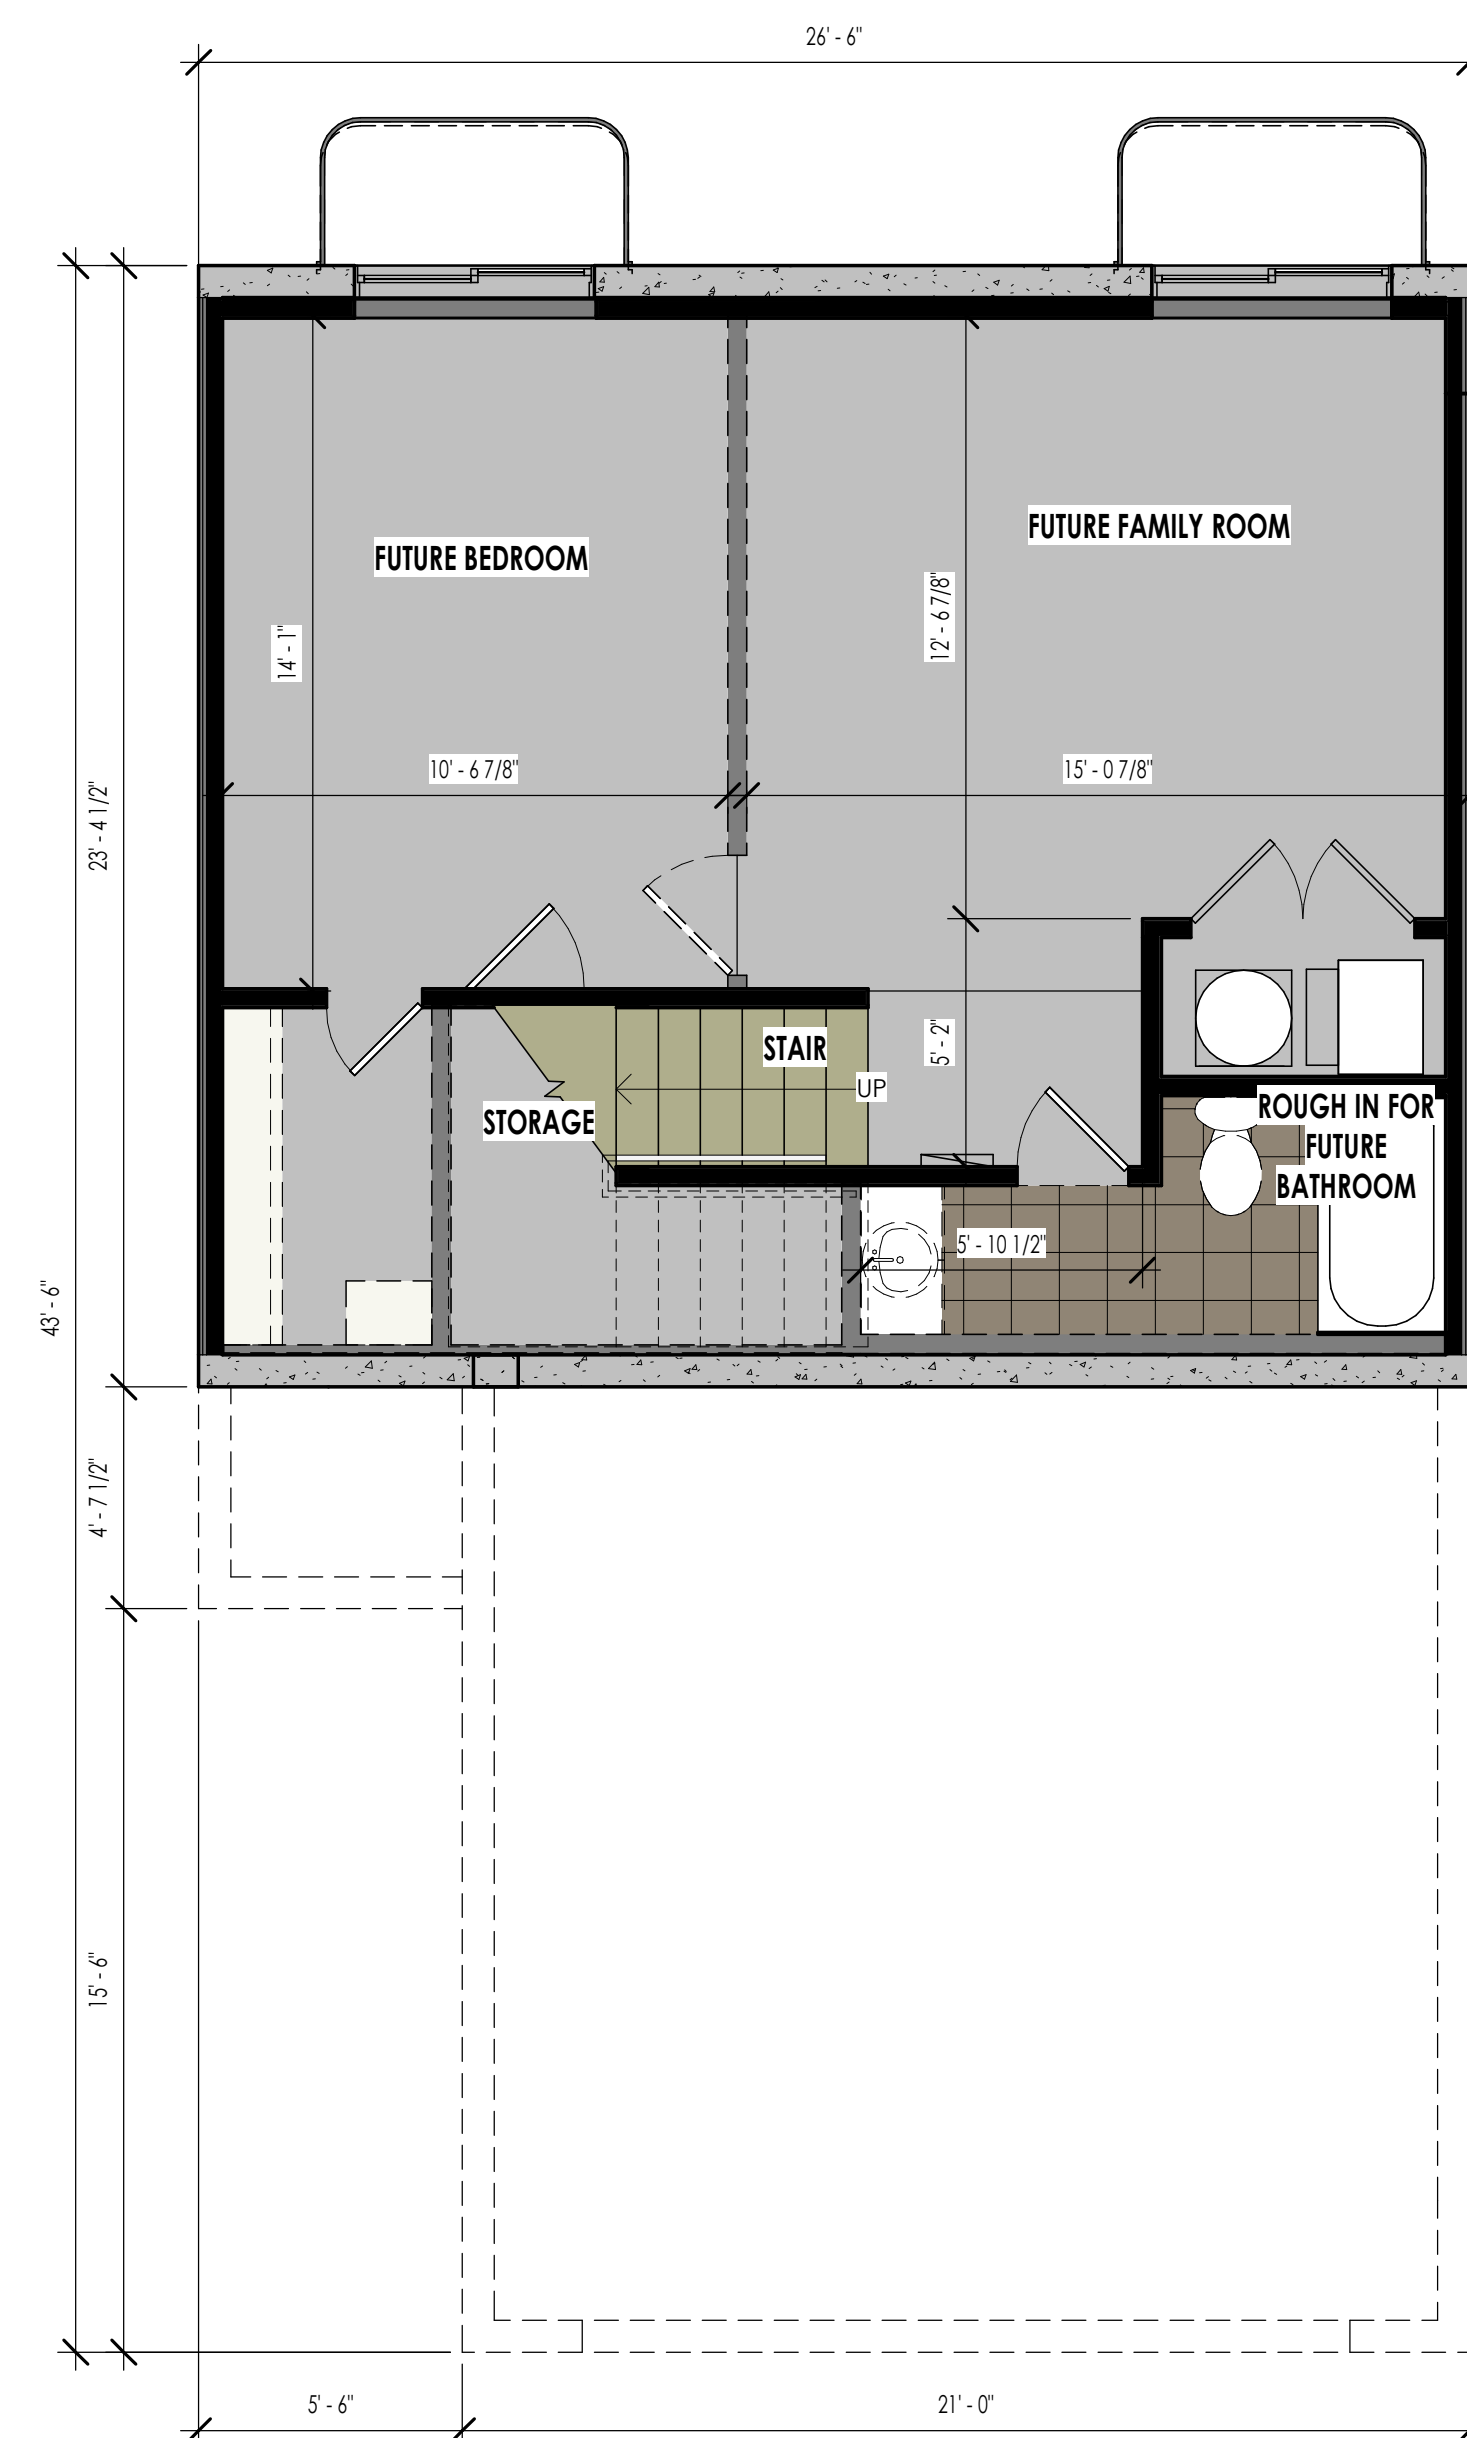 26' - 6"
FUTURE FAMILY ROOM
FUTURE BEDROOM
12' - 6 7/8"
14' - 1"
10' - 6 7/8"
15' - 0 7/8"
23' - 4 1/2"
STAIR
5' - 2"
UP
STORAGE
ROUGH IN FOR
FUTURE
BATHROOM
5' - 10 1/2"
43' - 6"
4' - 7 1/2"
15' - 6"
5' - 6"
21' - 0"